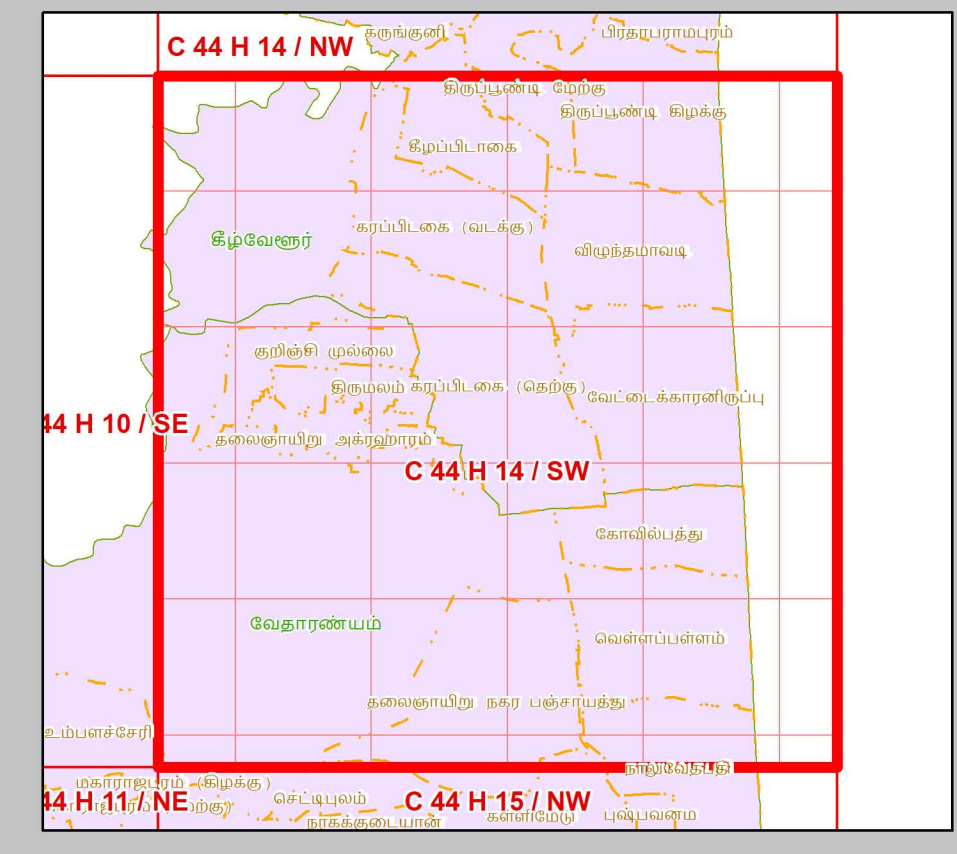 கருங்குனி
பிரதாபராமபுரம்
C 44 H 14 / NW
திருப்பூண்டி மேற்கு
திருப்பூண்டி கிழக்கு
கீழப்பிடாகை
கரப்பிடகை (வடக்கு)
கீழ்வேளூர்
விழுந்தமாவடி
குறிஞ்சி முல்லை
திருமலம்
கரப்பிடகை (தெற்கு)
வேட்டைக்காரனிருப்பு
44 H 10 / SE
தலைஞாயிறு அக்ரஹாரம்
C 44 H 14 / SW
கோவில்பத்து
வேதாரண்யம்
வெள்ளப்பள்ளம்
தலைஞாயிறு நகர பஞ்சாயத்து
உம்பளச்சேரி
நாலுவேதபதி
மகாராஜபுரம் (கிழக்கு)
44 H 11 / NE
செட்டிபுலம்
C 44 H 15 / NW
நாகக்குடையான்
கள்ளிமேடு
புஷ்பவனம்